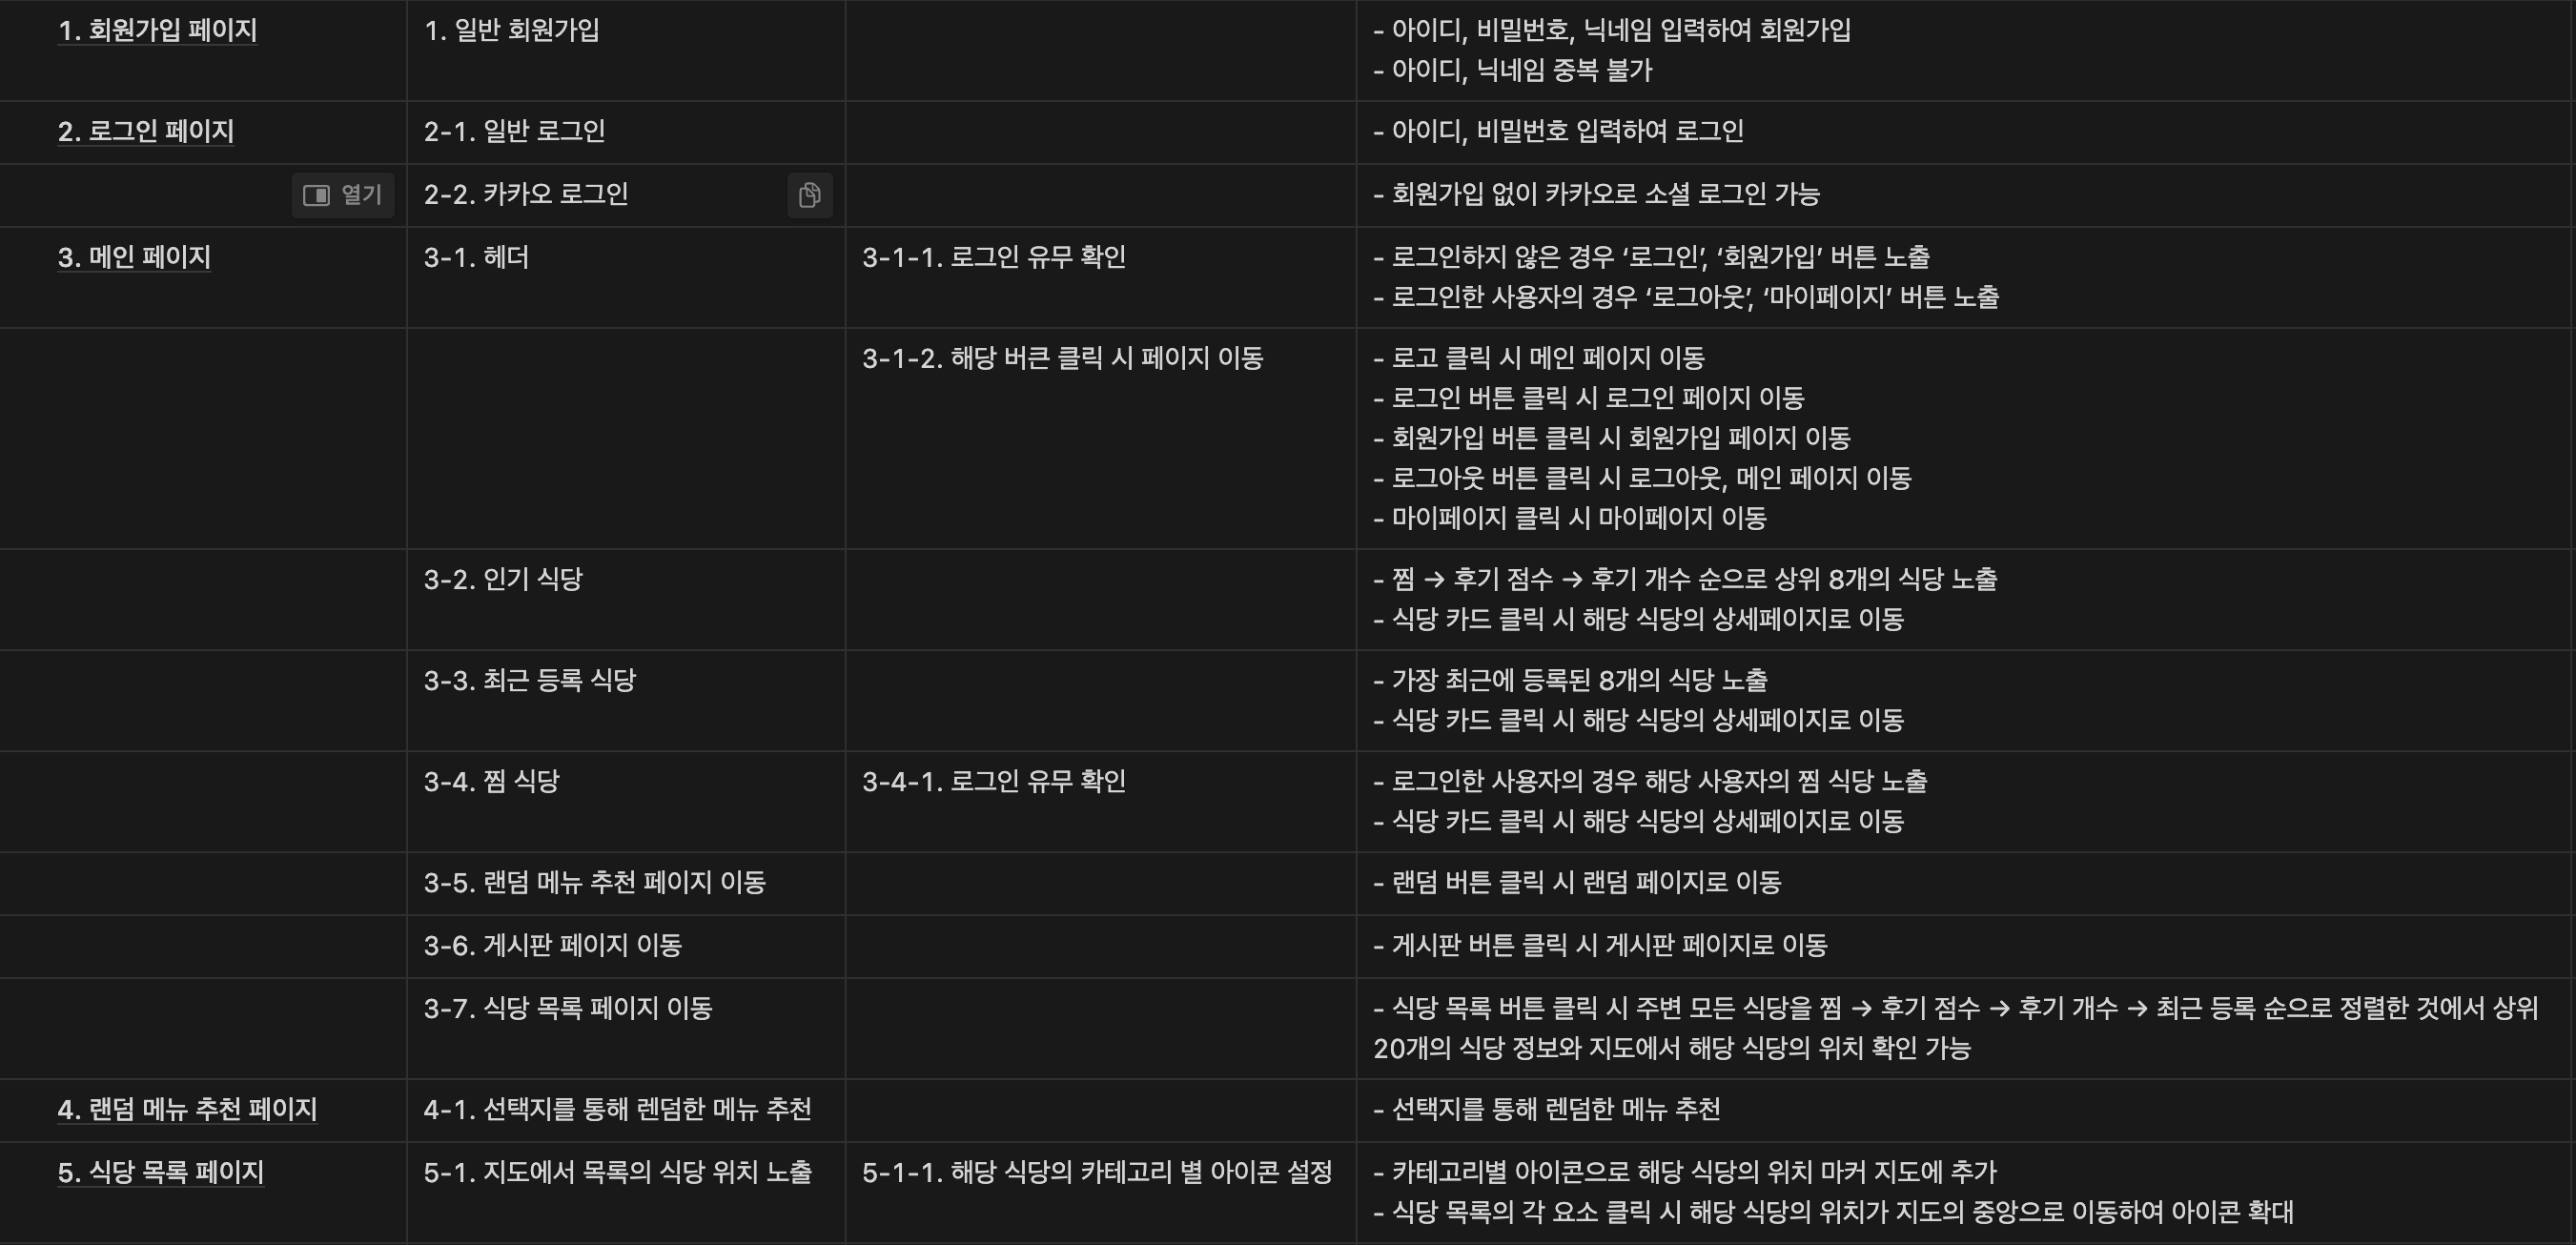 1. 회원가입 페이지
1. 일반 회원가입
- 아이디, 비밀번호, 닉네임 입력하여 회원가입
- 아이디, 닉네임 중복 불가
2. 로그인 페이지
2-1. 일반 로그인
- 아이디, 비밀번호 입력하여 로그인
열기
2-2. 카카오 로그인
- 회원가입 없이 카카오로 소셜 로그인 가능
3. 메인 페이지
3-1. 헤더
3-1-1. 로그인 유무 확인
- 로그인하지 않은 경우 ‘로그인’, ‘회원가입’ 버튼 노출
- 로그인한 사용자의 경우 ‘로그아웃’, ‘마이페이지’ 버튼 노출
3-1-2. 해당 버큰 클릭 시 페이지 이동
- 로고 클릭 시 메인 페이지 이동
- 로그인 버튼 클릭 시 로그인 페이지 이동
- 회원가입 버튼 클릭 시 회원가입 페이지 이동
- 로그아웃 버튼 클릭 시 로그아웃, 메인 페이지 이동
- 마이페이지 클릭 시 마이페이지 이동
3-2. 인기 식당
- 찜 → 후기 점수 → 후기 개수 순으로 상위 8개의 식당 노출
- 식당 카드 클릭 시 해당 식당의 상세페이지로 이동
3-3. 최근 등록 식당
- 가장 최근에 등록된 8개의 식당 노출
- 식당 카드 클릭 시 해당 식당의 상세페이지로 이동
3-4. 찜 식당
3-4-1. 로그인 유무 확인
- 로그인한 사용자의 경우 해당 사용자의 찜 식당 노출
- 식당 카드 클릭 시 해당 식당의 상세페이지로 이동
3-5. 랜덤 메뉴 추천 페이지 이동
- 랜덤 버튼 클릭 시 랜덤 페이지로 이동
3-6. 게시판 페이지 이동
- 게시판 버튼 클릭 시 게시판 페이지로 이동
3-7. 식당 목록 페이지 이동
- 식당 목록 버튼 클릭 시 주변 모든 식당을 찜 → 후기 점수 → 후기 개수 → 최근 등록 순으로 정렬한 것에서 상위
20개의 식당 정보와 지도에서 해당 식당의 위치 확인 가능
4. 랜덤 메뉴 추천 페이지
4-1. 선택지를 통해 렌덤한 메뉴 추천
- 선택지를 통해 렌덤한 메뉴 추천
5. 식당 목록 페이지
5-1. 지도에서 목록의 식당 위치 노출
5-1-1. 해당 식당의 카테고리 별 아이콘 설정
- 카테고리별 아이콘으로 해당 식당의 위치 마커 지도에 추가
- 식당 목록의 각 요소 클릭 시 해당 식당의 위치가 지도의 중앙으로 이동하여 아이콘 확대